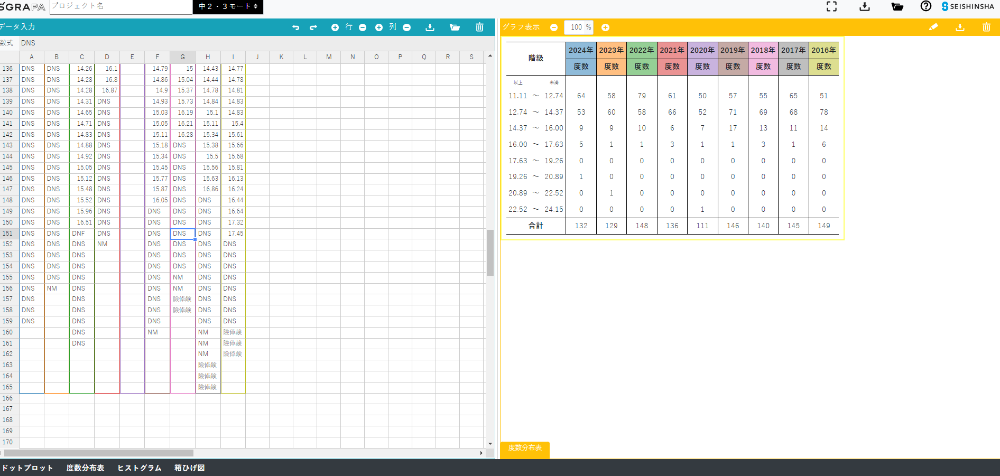 SGRAPA プロジェクト名 中2・3モード SEISHINSHA
データ入力 行 列
数式 DNS
A B C D E F G H I J K L M N O P Q R S
136 DNS DNS 14.26 16.1 14.79 15 14.43 14.77
137 DNS DNS 14.28 16.8 14.86 15.04 14.44 14.78
138 DNS DNS 14.28 16.87 14.9 15.37 14.78 14.81
139 DNS DNS 14.31 DNS 14.93 15.73 14.84 14.83
140 DNS DNS 14.65 DNS 15.03 16.19 15.1 14.83
141 DNS DNS 14.71 DNS 15.05 16.21 15.11 15.4
142 DNS DNS 14.83 DNS 15.11 16.28 15.34 15.61
143 DNS DNS 14.88 DNS 15.18 DNS 15.38 15.66
144 DNS DNS 14.92 DNS 15.34 DNS 15.5 15.68
145 DNS DNS 15.05 DNS 15.45 DNS 15.56 15.81
146 DNS DNS 15.12 DNS 15.77 DNS 15.63 16.13
147 DNS DNS 15.48 DNS 15.87 DNS 16.86 16.24
148 DNS DNS 15.52 DNS 16.05 DNS DNS 16.44
149 DNS DNS 15.96 DNS DNS DNS DNS 16.64
150 DNS DNS 16.51 DNS DNS DNS DNS 17.32
151 DNS DNS DNF DNS DNS DNS DNS 17.45
152 DNS DNS DNS NM DNS DNS DNS DNS
153 DNS DNS DNS DNS DNS DNS DNS
154 DNS DNS DNS DNS DNS DNS DNS
155 DNS DNS DNS DNS NM DNS DNS
156 DNS NM DNS DNS NM DNS DNS
157 DNS DNS DNS DNS DNS
158 DNS DNS DNS DNS DNS
159 DNS DNS DNS DNS DNS
160 DNS NM NM
161 DNS NM
162 NM
163
164
165
166
167
168
169
170
グラフ表示 100 %
階級 2024年 2023年 2022年 2021年 2020年 2019年 2018年 2017年 2016年
度数 度数 度数 度数 度数 度数 度数 度数 度数
以上 未満
11.11 ～ 12.74 64 58 79 61 50 57 55 65 51
12.74 ～ 14.37 53 60 58 66 52 71 69 68 78
14.37 ～ 16.00 9 9 10 6 7 17 13 11 14
16.00 ～ 17.63 5 1 1 3 1 1 3 1 6
17.63 ～ 19.26 0 0 0 0 0 0 0 0 0
19.26 ～ 20.89 1 0 0 0 0 0 0 0 0
20.89 ～ 22.52 0 1 0 0 0 0 0 0 0
22.52 ～ 24.15 0 0 0 0 1 0 0 0 0
合計 132 129 148 136 111 146 140 145 149
度数分布表
ドットプロット 度数分布表 ヒストグラム 箱ひげ図